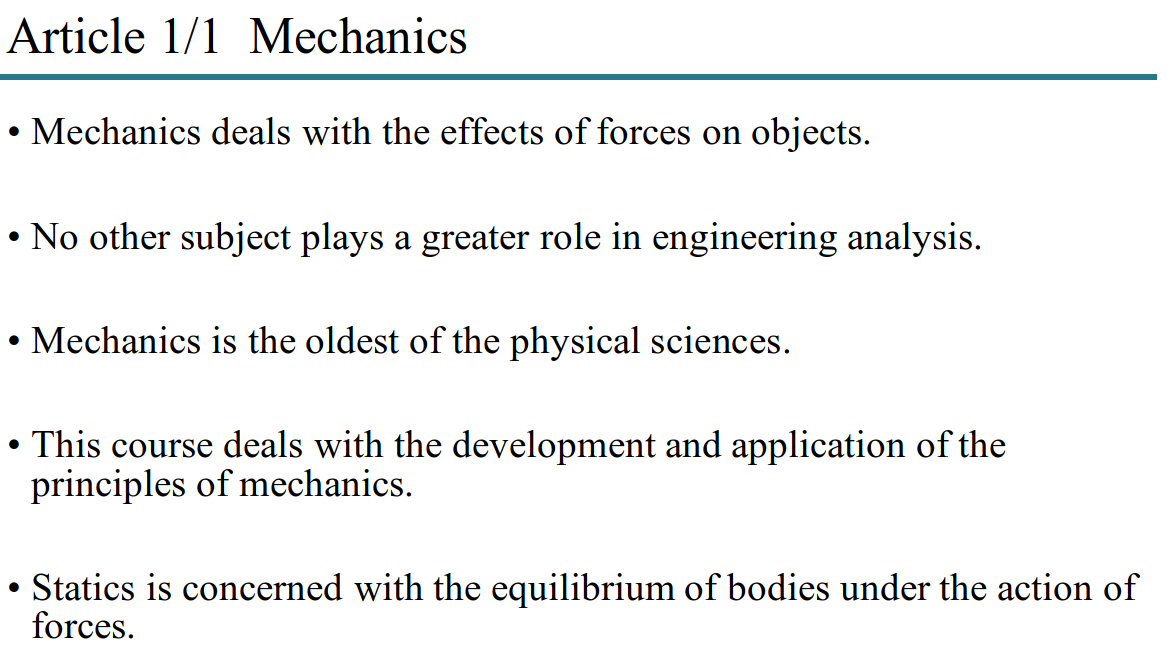 Article 1/1 Mechanics
• Mechanics deals with the effects of forces on objects.
• No other subject plays a greater role in engineering analysis.
• Mechanics is the oldest of the physical sciences.
• This course deals with the development and application of the
principles of mechanics.
• Statics is concerned with the equilibrium of bodies under the action of
forces.